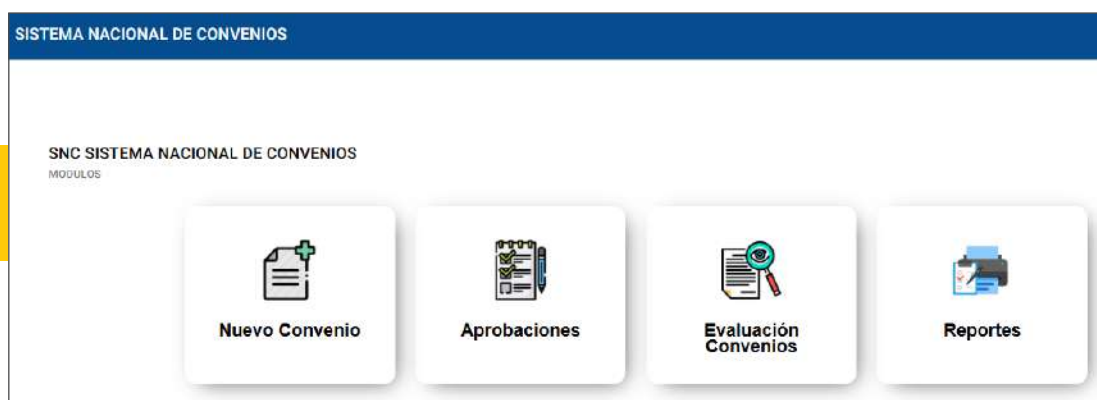 SISTEMA NACIONAL DE CONVENIOS
SNC SISTEMA NACIONAL DE CONVENIOS
MODULOS
Nuevo Convenio
Aprobaciones
Evaluación
Convenios
Reportes